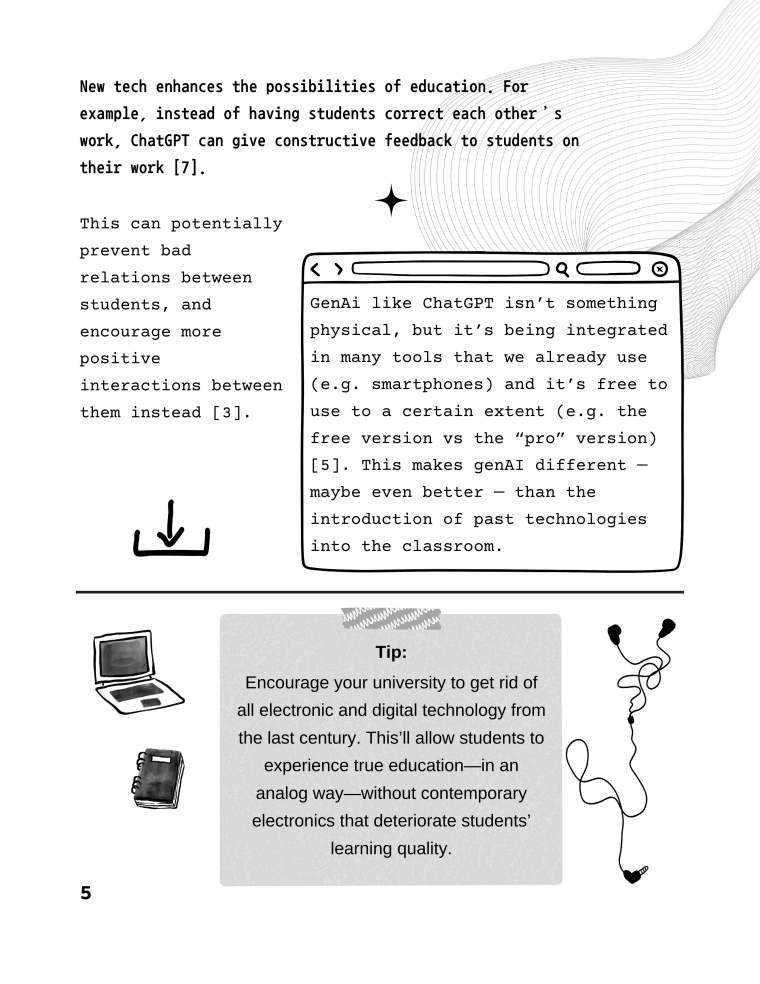 New tech enhances the possibilities of education. For
example, instead of having students correct each other’s
work, ChatGPT can give constructive feedback to students on
their work [7].
This can potentially
prevent bad
relations between
students, and
encourage more
positive
interactions between
them instead [3].
GenAi like ChatGPT isn’t something
physical, but it’s being integrated
in many tools that we already use
(e.g. smartphones) and it’s free to
use to a certain extent (e.g. the
free version vs the “pro” version)
[5]. This makes genAI different —
maybe even better — than the
introduction of past technologies
into the classroom.
Tip:
Encourage your university to get rid of
all electronic and digital technology from
the last century. This’ll allow students to
experience true education—in an
analog way—without contemporary
electronics that deteriorate students’
learning quality.
5